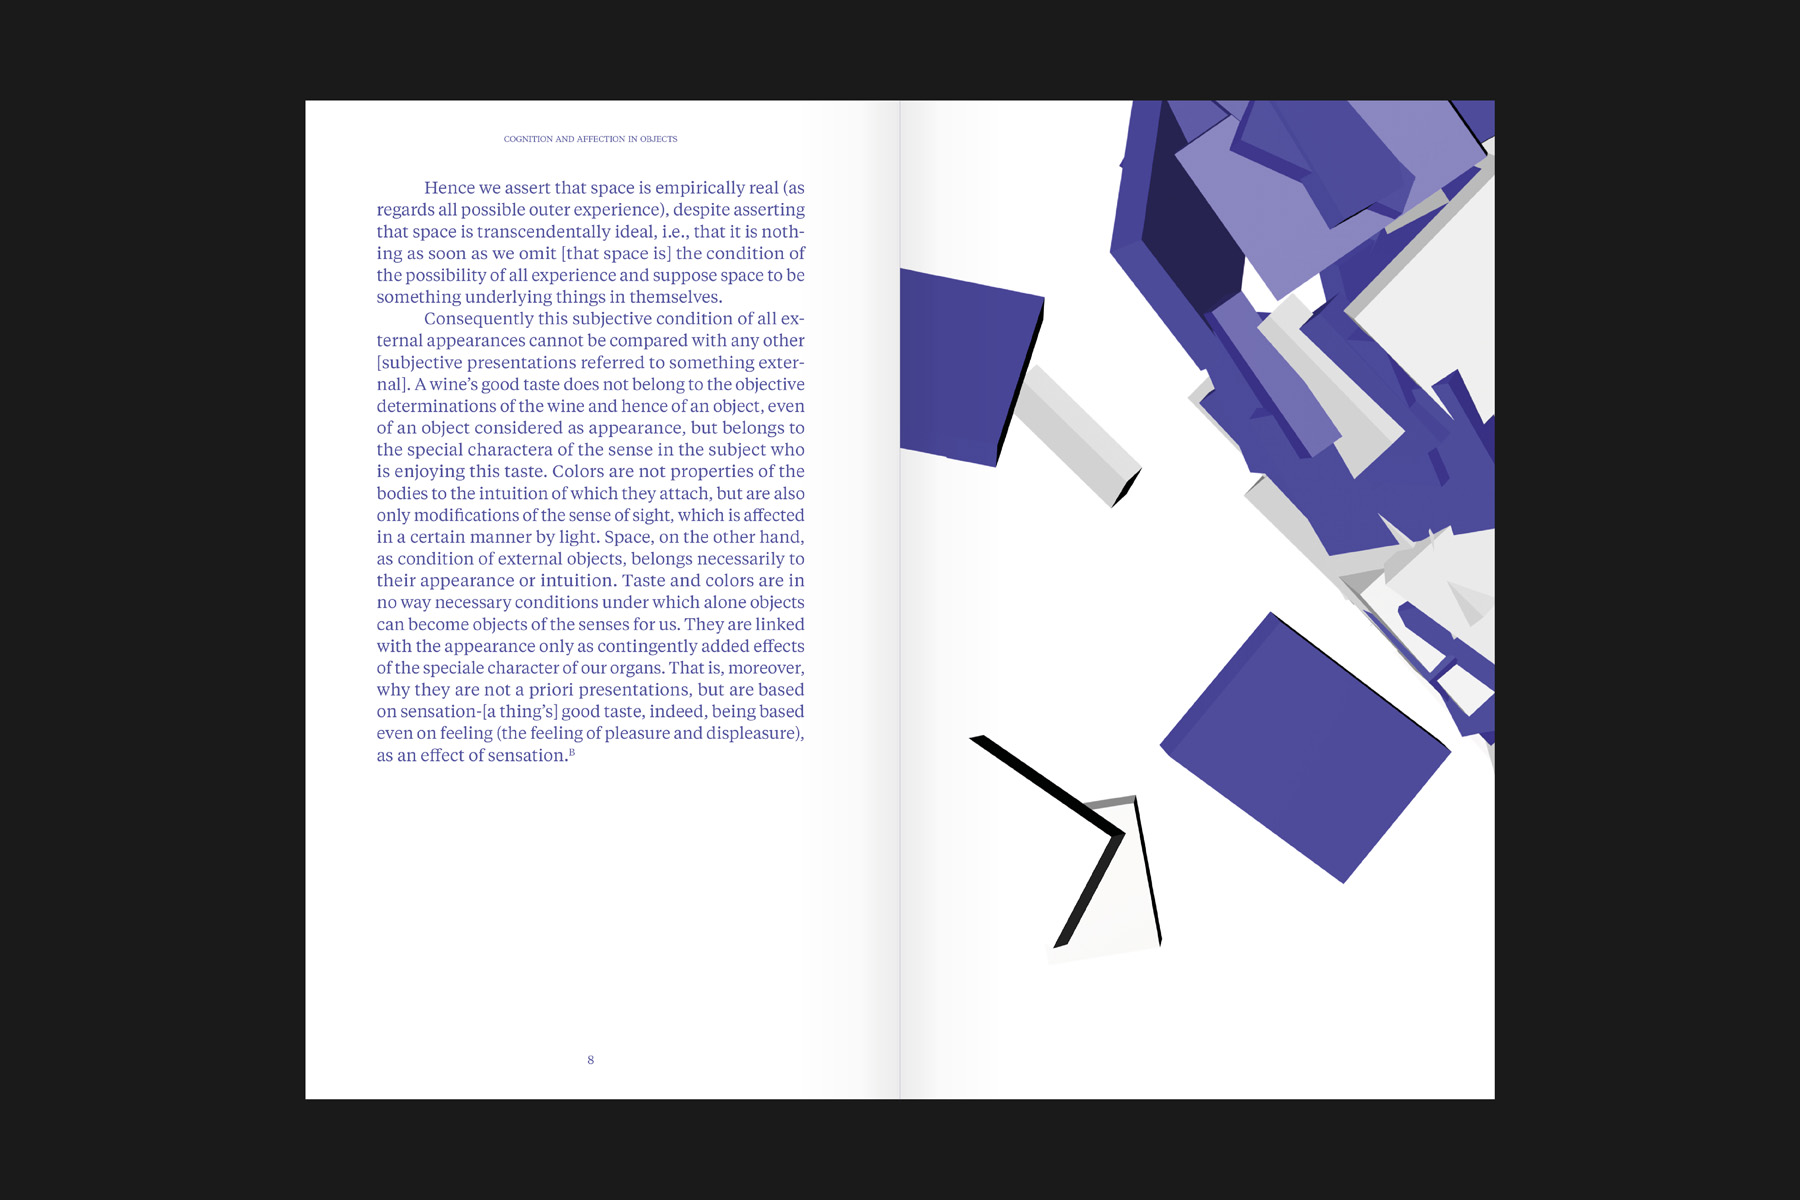 COGNITION AND AFFECTION IN OBJECTS
Hence we assert that space is empirically real (as
regards all possible outer experience), despite asserting
that space is transcendentally ideal, i.e., that it is noth-
ing as soon as we omit [that space is] the condition of
the possibility of all experience and suppose space to be
something underlying things in themselves.
Consequently this subjective condition of all ex-
ternal appearances cannot be compared with any other
[subjective presentations referred to something exter-
nal]. A wine’s good taste does not belong to the objective
determinations of the wine and hence of an object, even
of an object considered as appearance, but belongs to
the special charactera of the sense in the subject who
is enjoying this taste. Colors are not properties of the
bodies to the intuition of which they attach, but are also
only modifications of the sense of sight, which is affected
in a certain manner by light. Space, on the other hand,
as condition of external objects, belongs necessarily to
their appearance or intuition. Taste and colors are in
no way necessary conditions under which alone objects
can become objects of the senses for us. They are linked
with the appearance only as contingently added effects
of the speciale character of our organs. That is, moreover,
why they are not a priori presentations, but are based
on sensation-[a thing’s] good taste, indeed, being based
even on feeling (the feeling of pleasure and displeasure),
as an effect of sensation.B
8